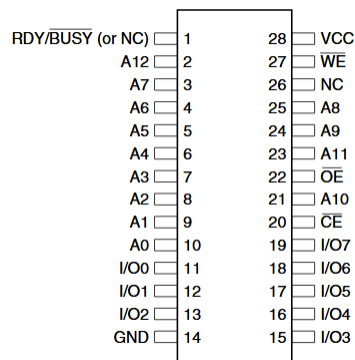 RDY/BUSY (or NC) 1 28 VCC
A12 2 27 WE
A7 3 26 NC
A6 4 25 A8
A5 5 24 A9
A4 6 23 A11
A3 7 22 OE
A2 8 21 A10
A1 9 20 CE
A0 10 19 I/O7
I/O0 11 18 I/O6
I/O1 12 17 I/O5
I/O2 13 16 I/O4
GND 14 15 I/O3